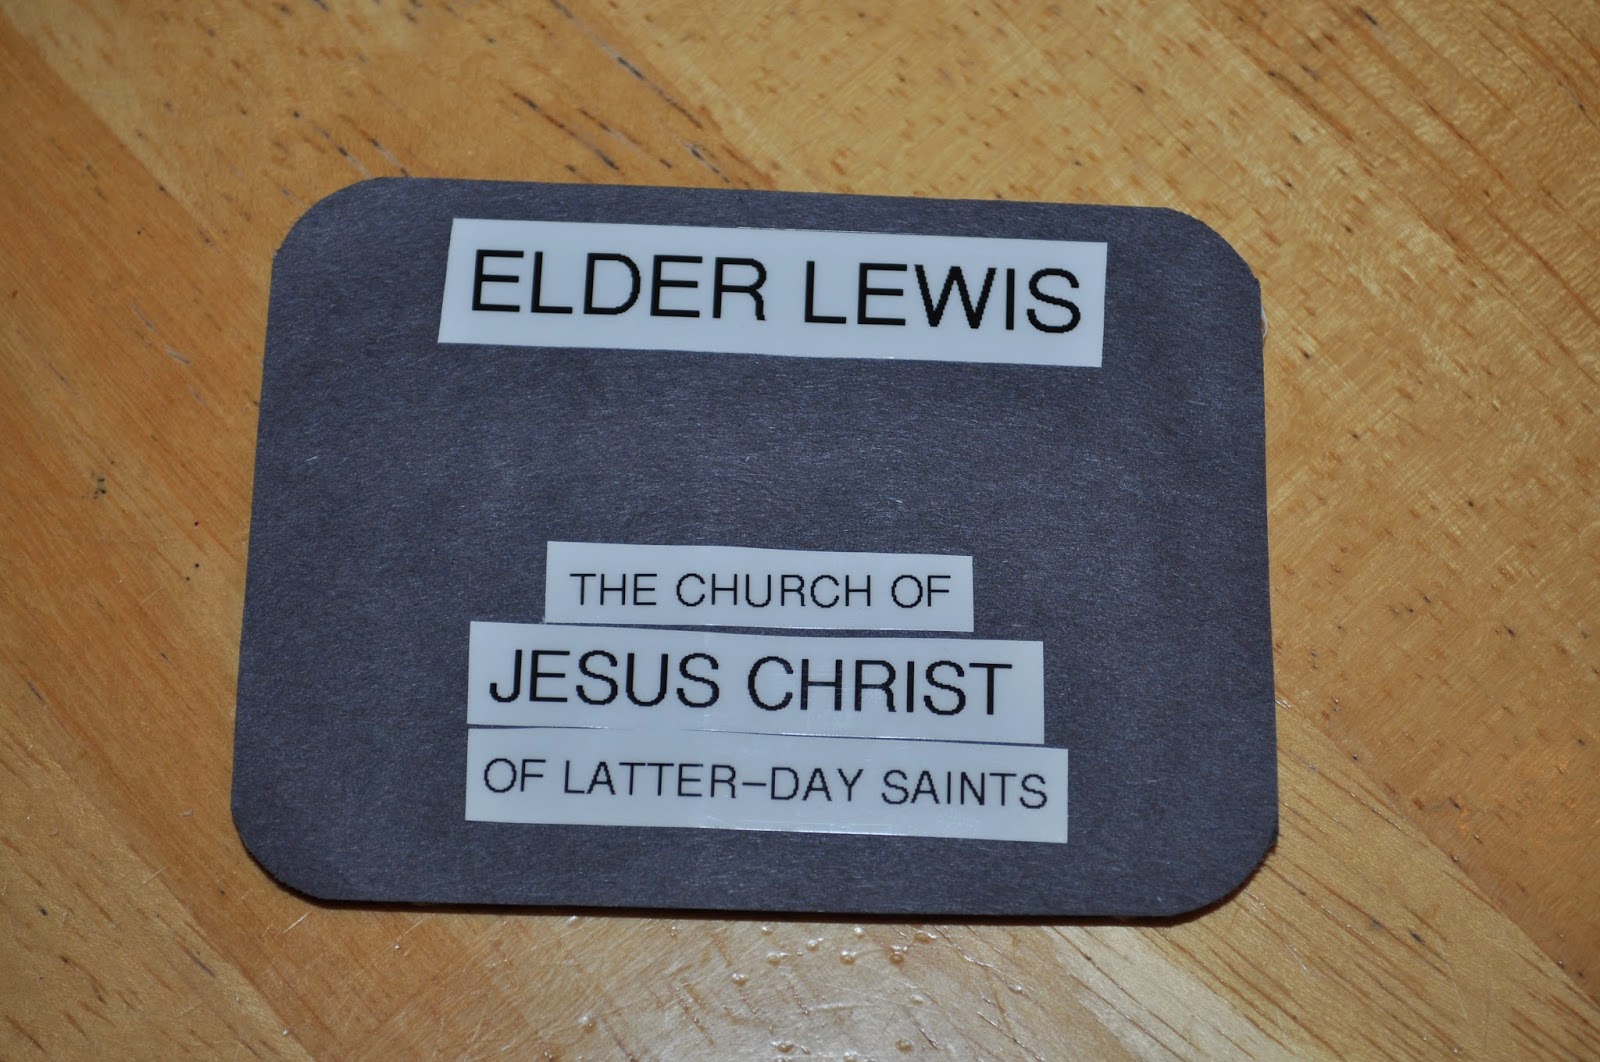 ELDER LEWIS
THE CHURCH OF
JESUS CHRIST
OF LATTER-DAY SAINTS